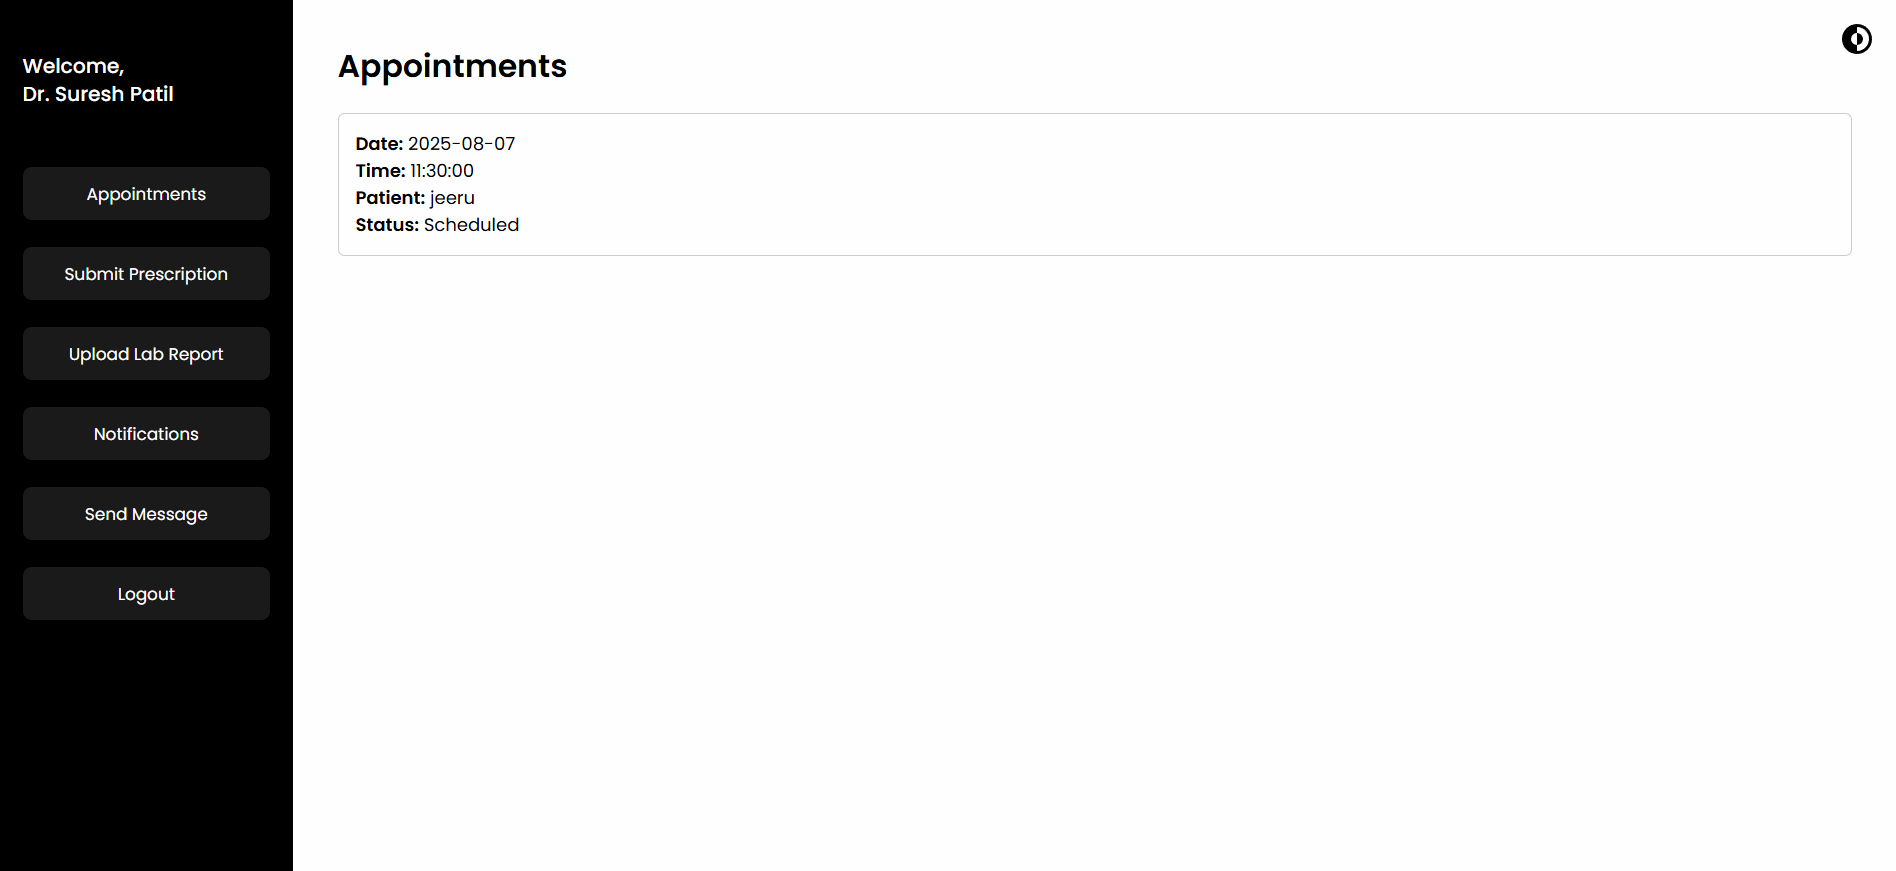 Welcome,
Dr. Suresh Patil
Appointments
Submit Prescription
Upload Lab Report
Notifications
Send Message
Logout
Appointments
Date: 2025-08-07
Time: 11:30:00
Patient: jeeru
Status: Scheduled